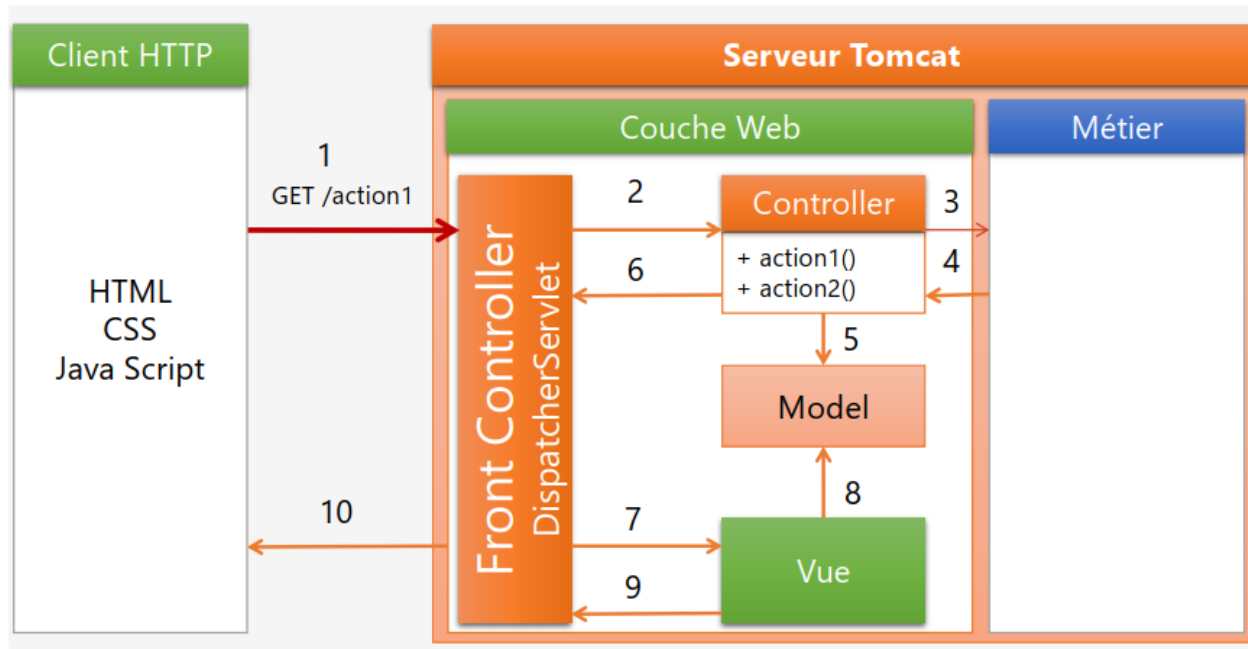 Client HTTP
Serveur Tomcat
Couche Web
Métier
1
GET /action1
HTML
CSS
Java Script
10
Front Controller
DispatcherServlet
2
6
Controller
+ action1()
+ action2()
3
4
5
Model
8
7
9
Vue